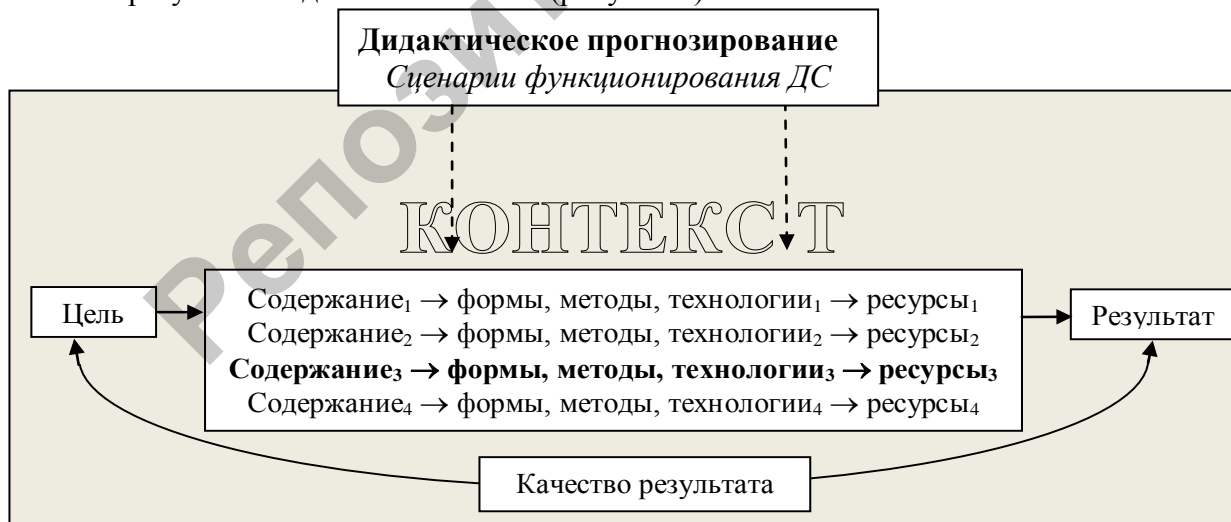 Дидактическое прогнозирование
Сценарии функционирования ДС
КОНТЕКСТ
Содержание₁ → формы, методы, технологии₁ → ресурсы₁
Содержание₂ → формы, методы, технологии₂ → ресурсы₂
Содержание₃ → формы, методы, технологии₃ → ресурсы₃
Содержание₄ → формы, методы, технологии₄ → ресурсы₄
Цель
Результат
Качество результата